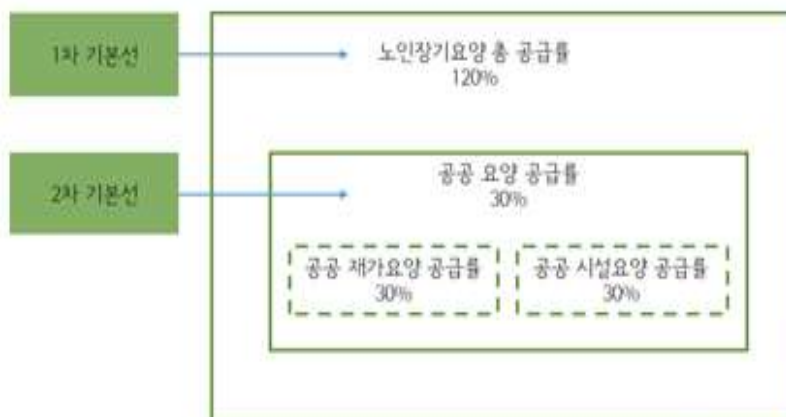 1차 기본선
노인장기요양 총 공급률
120%
2차 기본선
공공 요양 공급률
30%
공공 재가요양 공급률
30%
공공 시설요양 공급률
30%